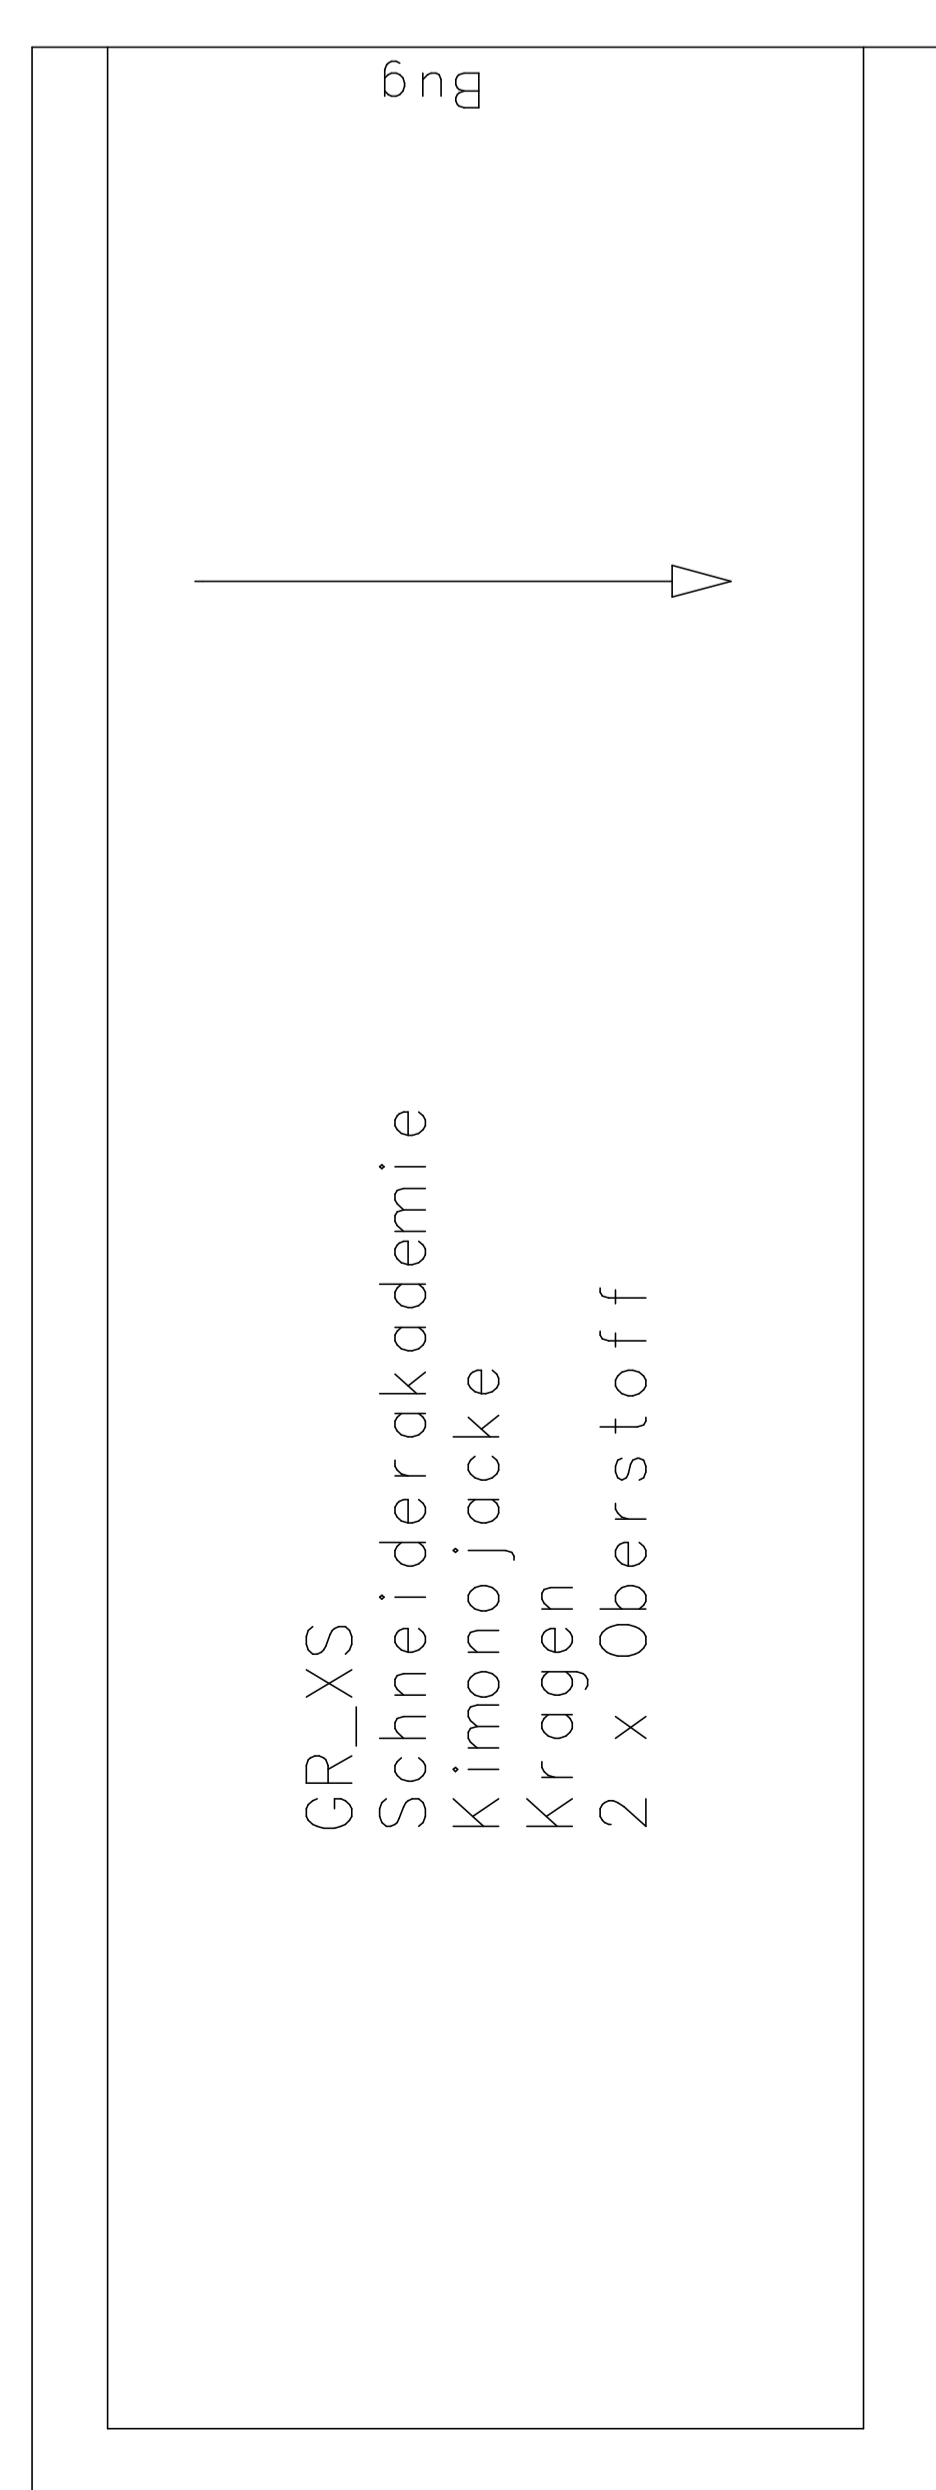 Bug
GR_XS
Schneiderakademie
Kimonojacke
Kragen
2 x Oberstoff